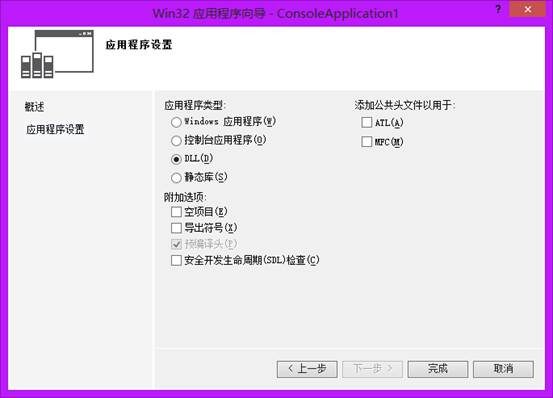 Win32 应用程序向导 - ConsoleApplication1
?
×
应用程序设置
概述
应用程序设置
应用程序类型:
Windows 应用程序(W)
控制台应用程序(O)
DLL(D)
静态库(S)
附加选项:
空项目(E)
导出符号(X)
预编译头(P)
安全开发生命周期(SDL)检查(C)
添加公共头文件以用于:
ATL(A)
MFC(M)
< 上一步
下一步 >
完成
取消